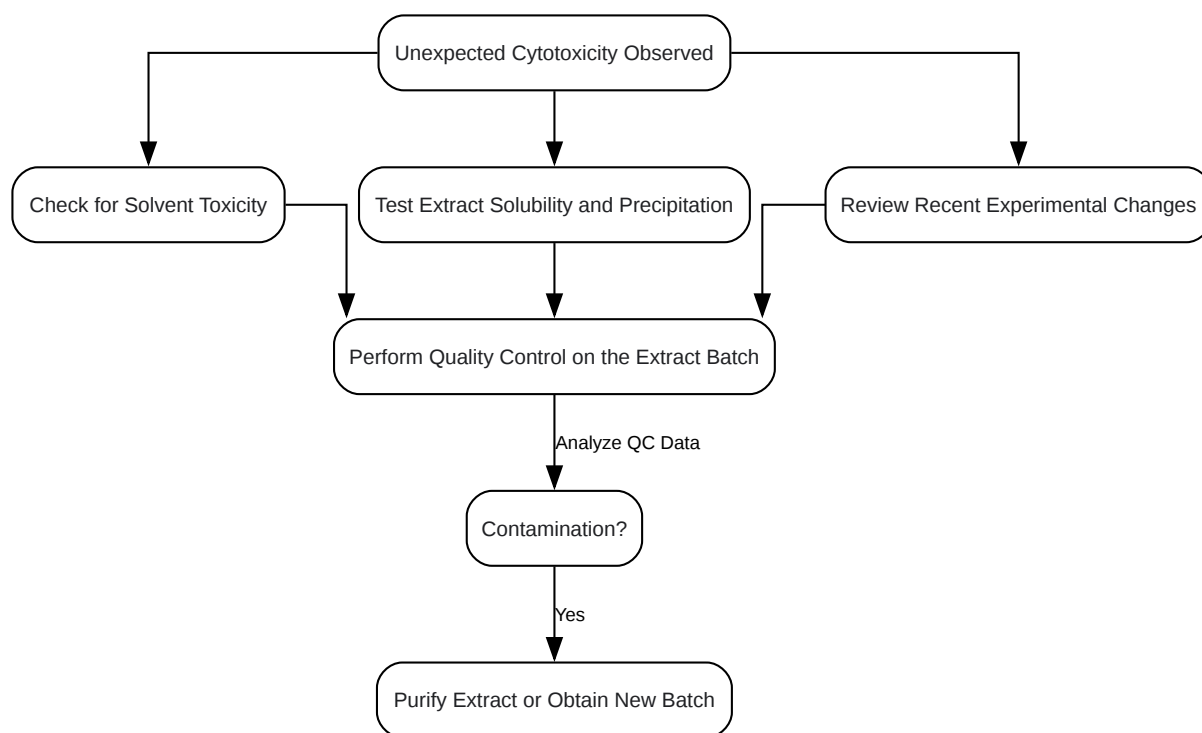 Unexpected Cytotoxicity Observed
Check for Solvent Toxicity
Test Extract Solubility and Precipitation
Review Recent Experimental Changes
Perform Quality Control on the Extract Batch
Analyze QC Data
Contamination?
Yes
Purify Extract or Obtain New Batch